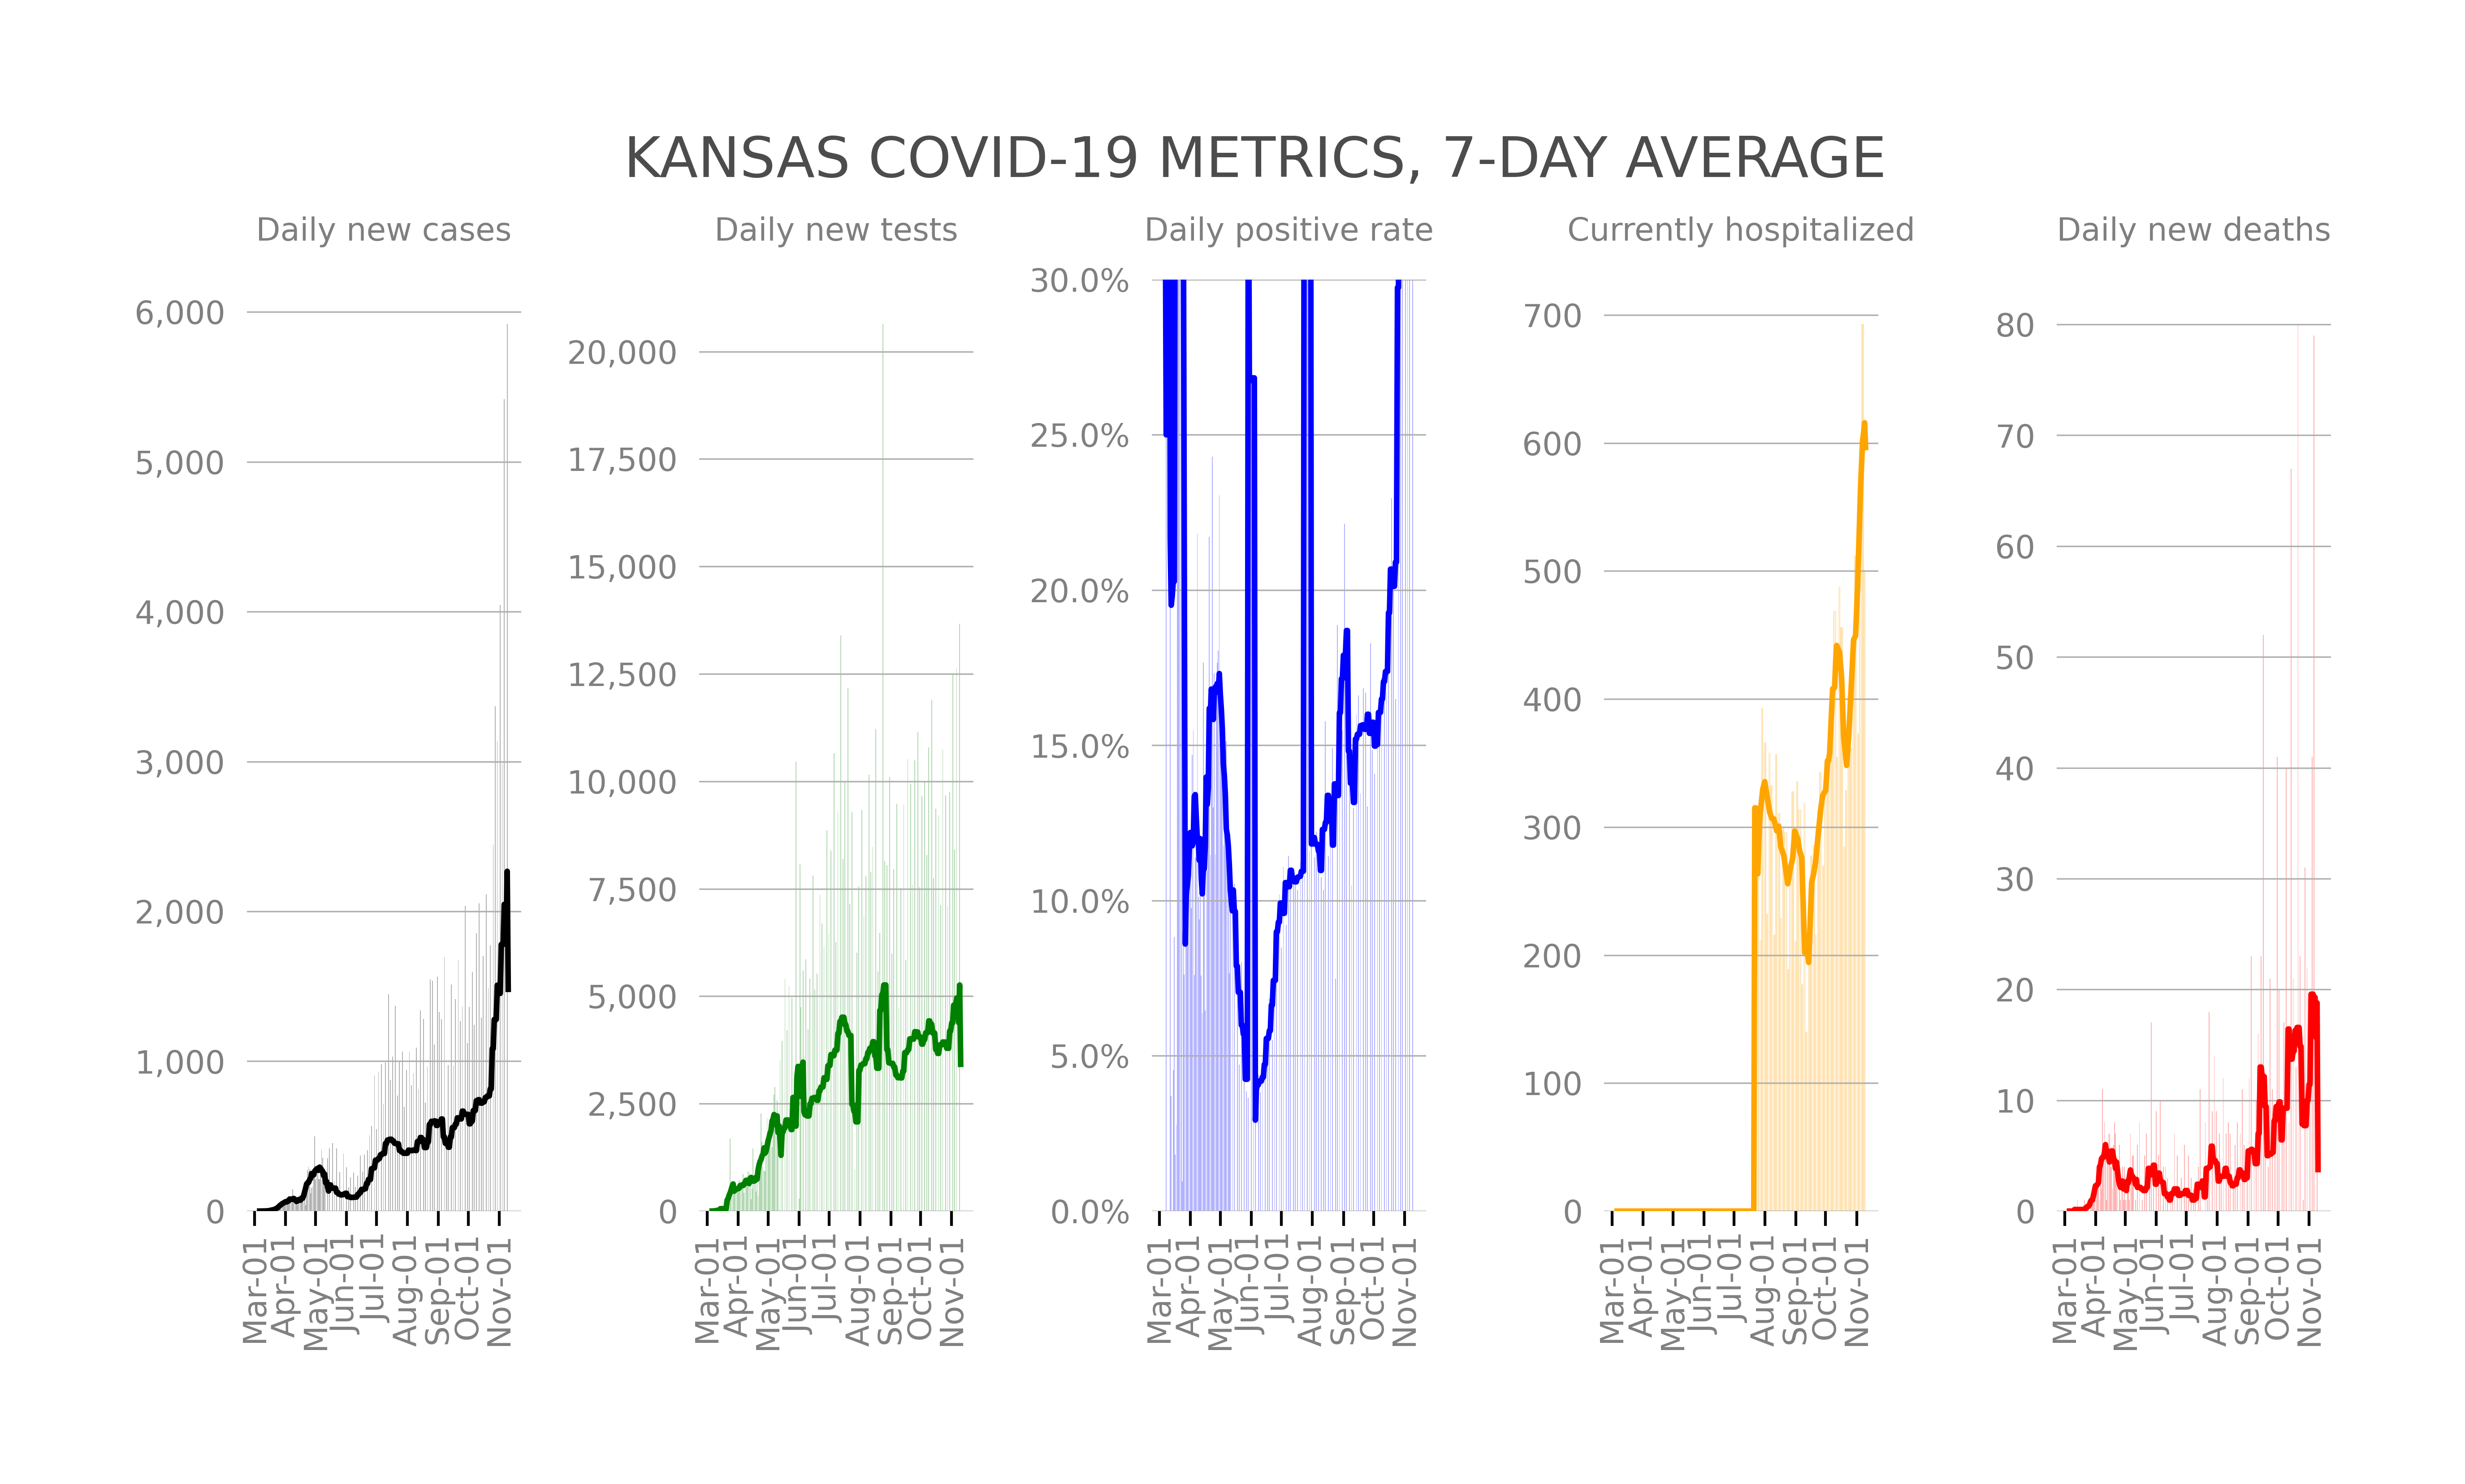 KANSAS COVID-19 METRICS, 7-DAY AVERAGE
Daily new cases
6,000
5,000
4,000
3,000
2,000
1,000
0
Mar-01
Apr-01
May-01
Jun-01
Jul-01
Aug-01
Sep-01
Oct-01
Nov-01
Daily new tests
20,000
17,500
15,000
12,500
10,000
7,500
5,000
2,500
0
Mar-01
Apr-01
May-01
Jun-01
Jul-01
Aug-01
Sep-01
Oct-01
Nov-01
Daily positive rate
30.0%
25.0%
20.0%
15.0%
10.0%
5.0%
0.0%
Mar-01
Apr-01
May-01
Jun-01
Jul-01
Aug-01
Sep-01
Oct-01
Nov-01
Currently hospitalized
700
600
500
400
300
200
100
0
Mar-01
Apr-01
May-01
Jun-01
Jul-01
Aug-01
Sep-01
Oct-01
Nov-01
Daily new deaths
80
70
60
50
40
30
20
10
0
Mar-01
Apr-01
May-01
Jun-01
Jul-01
Aug-01
Sep-01
Oct-01
Nov-01